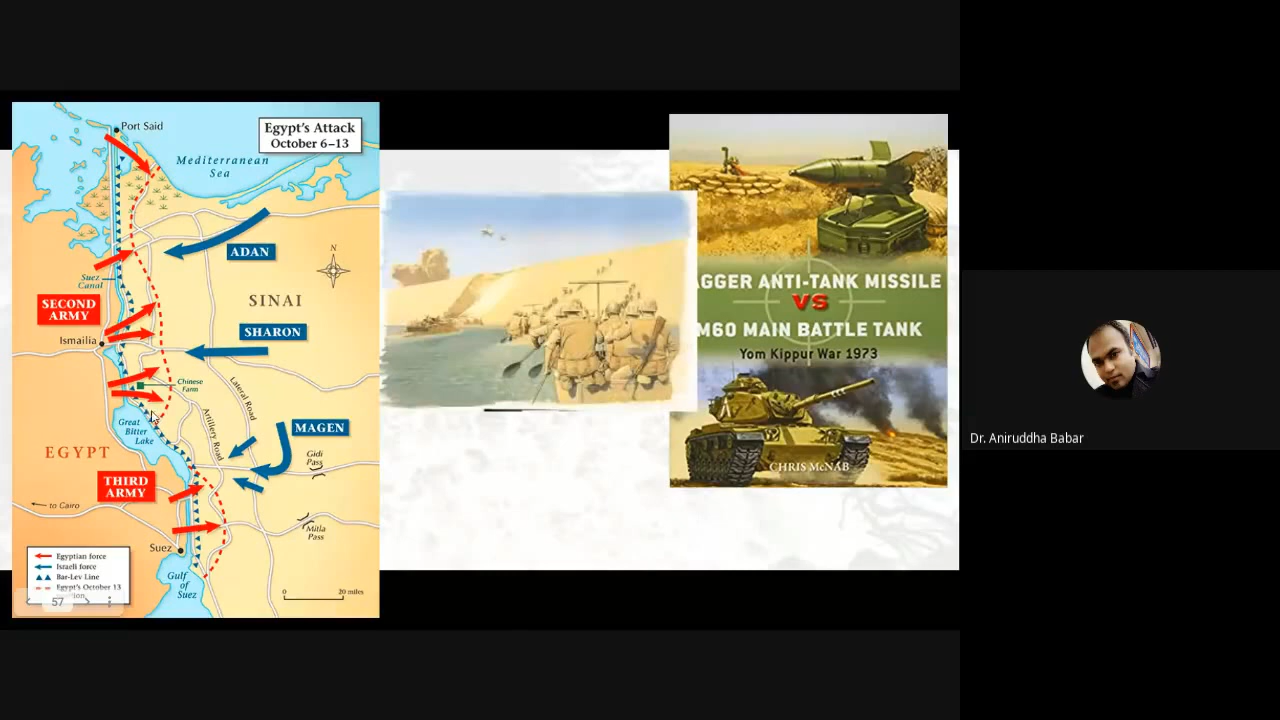 Port Said
Egypt's Attack
October 6–13
Mediterranean
Sea
ADAN
N
Suez
Canal
SINAI
SECOND
ARMY
SHARON
Ismailia
Chinese
Farm
Lateral Road
Artillery Road
Great
Bitter
Lake
MAGEN
EGYPT
Gidi
Pass
THIRD
ARMY
to Cairo
Mitla
Pass
Suez
Gulf
of
Suez
Egyptian force
Israeli force
Bar-Lev Line
Egypt's October 13
57
0 20 miles
AGGER ANTI-TANK MISSILE
VS
M60 MAIN BATTLE TANK
Yom Kippur War 1973
CHRIS McNAB
Dr. Aniruddha Babar